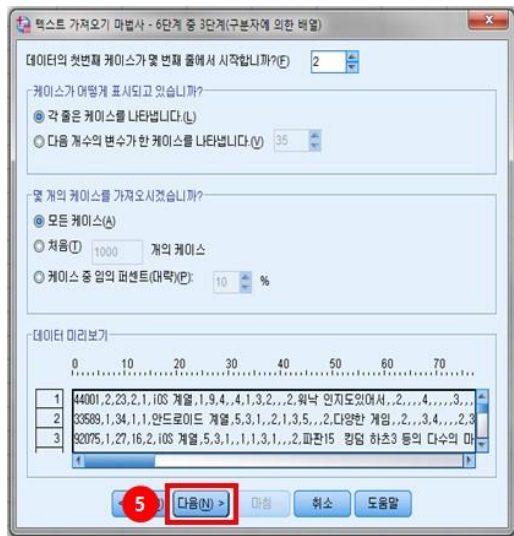 텍스트 가져오기 마법사 - 6단계 중 3단계(구분자에 의한 배열)
데이터의 첫번째 케이스가 몇 번째 줄에서 시작합니까?(F) 2
케이스가 어떻게 표시되고 있습니까?
각 줄은 케이스를 나타냅니다.(L)
다음 개수의 변수가 한 케이스를 나타냅니다.(V) 35
몇 개의 케이스를 가져오시겠습니까?
모든 케이스(A)
처음(T) 1000 개의 케이스
케이스 중 임의 퍼센트(대략)(P): 10 %
데이터 미리보기
0 10 20 30 40 50 60 70
1 44001,2,23,2,1,iOS 계열,1,9,4,,4,1,3,2,,,2,워낙 인지도있어서,,2,,,,4,,,,,3,,,
2 33589,1,34,1,1,안드로이드 계열,5,3,1,,2,1,3,5,,,2,다양한 게임,,2,,,3,4,,,,2,3
3 92075,1,27,16,2,iOS 계열,5,3,1,,,1,1,3,1,,,2,파판15 킹덤 하츠3 등의 다수의 마
< 5 다음(N) > 마침 취소 도움말